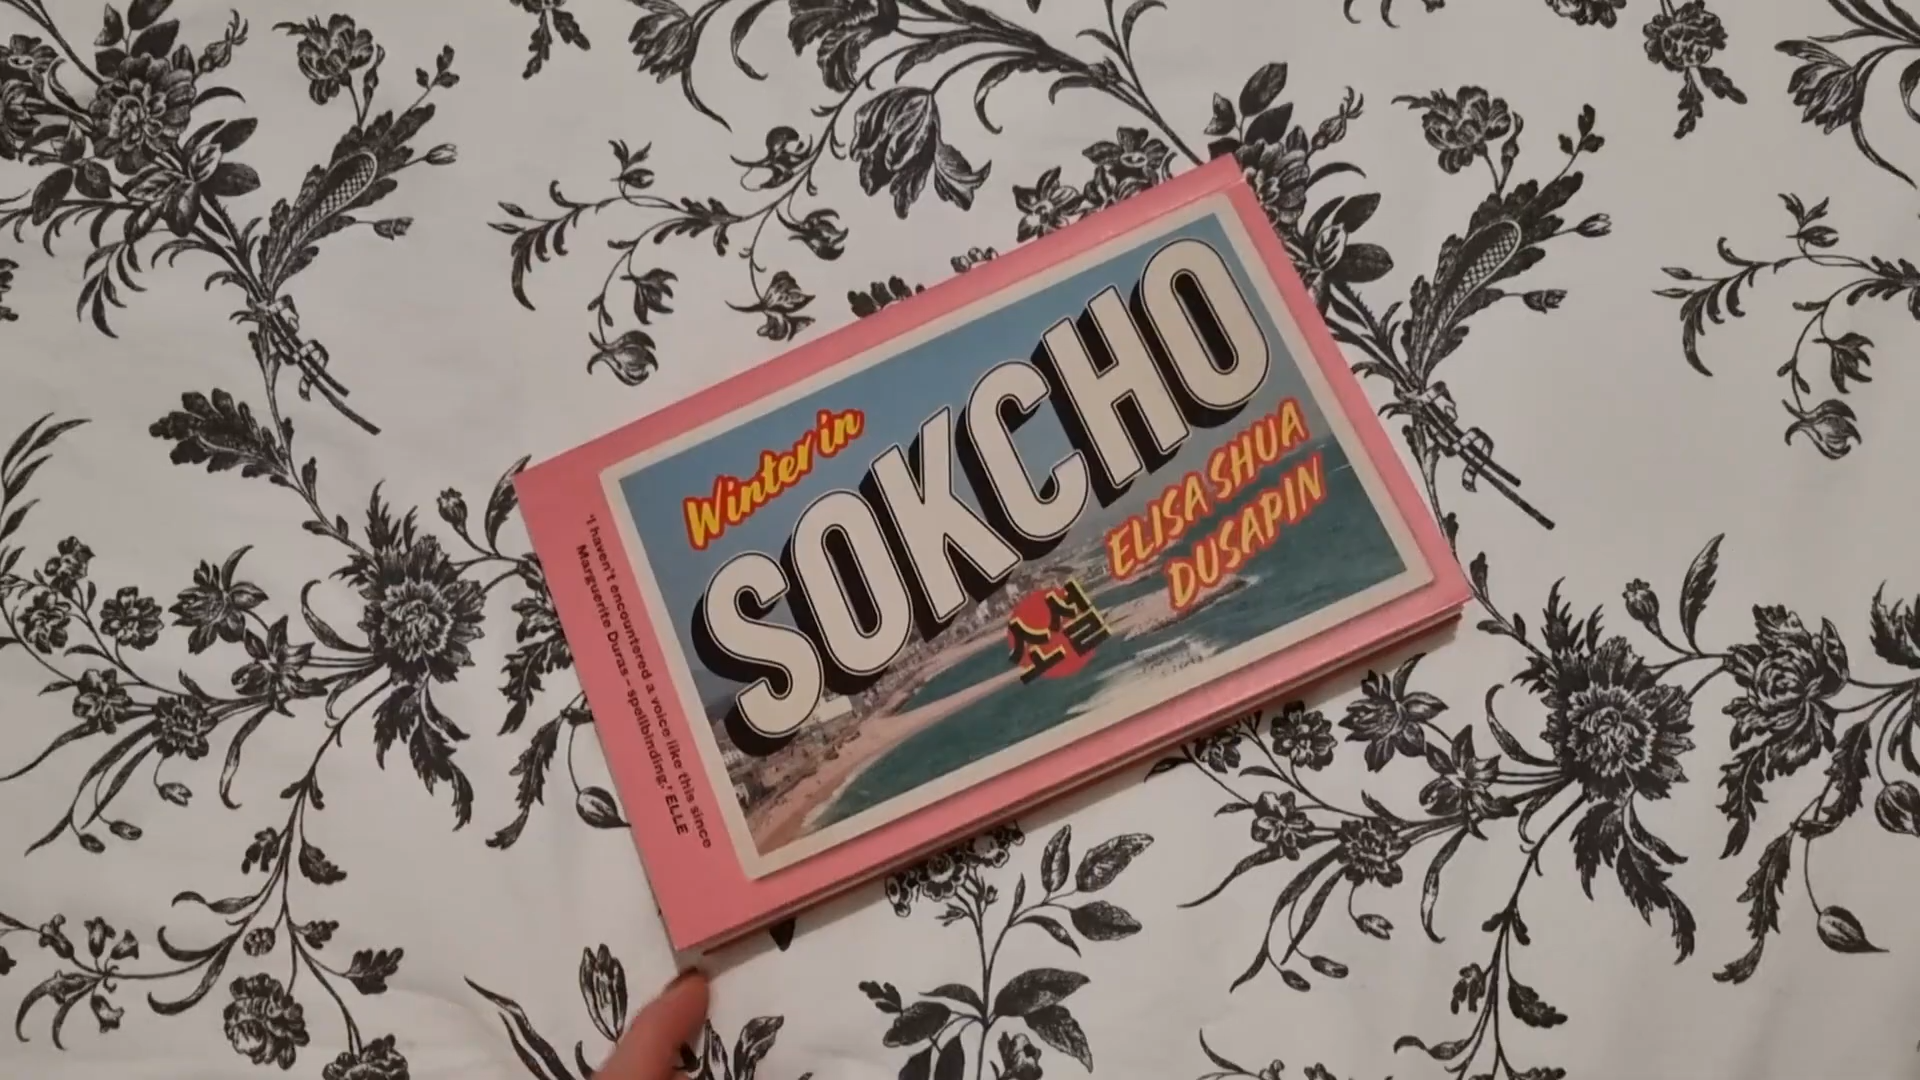 Winter in
SOKCHO
ELISA SHUA
DUSAPIN
소설
'I haven't encountered a voice like this since
Marguerite Duras - spellbinding.' ELLE